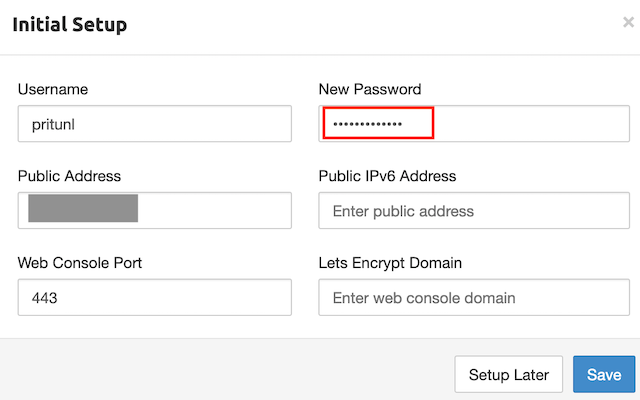 Initial Setup
×
Username
New Password
pritunl
•••••••••••••
Public Address
Public IPv6 Address
Enter public address
Web Console Port
Lets Encrypt Domain
443
Enter web console domain
Setup Later
Save